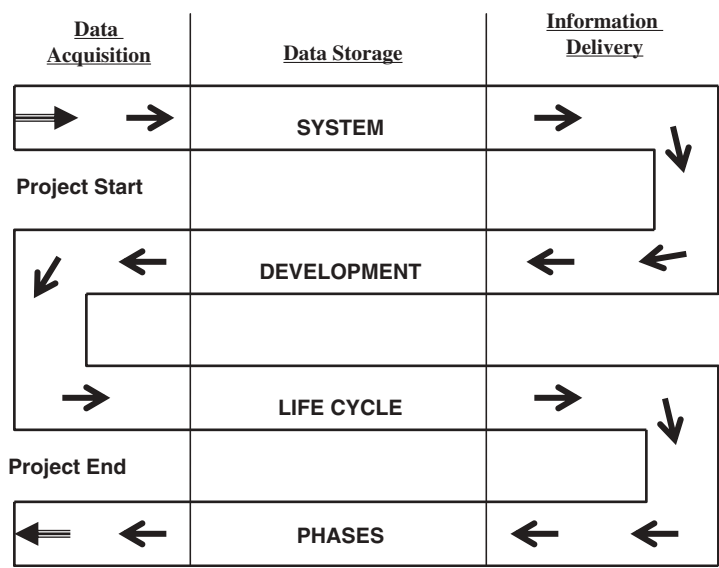 Data
Acquisition
Data Storage
Information
Delivery
SYSTEM
Project Start
DEVELOPMENT
LIFE CYCLE
Project End
PHASES